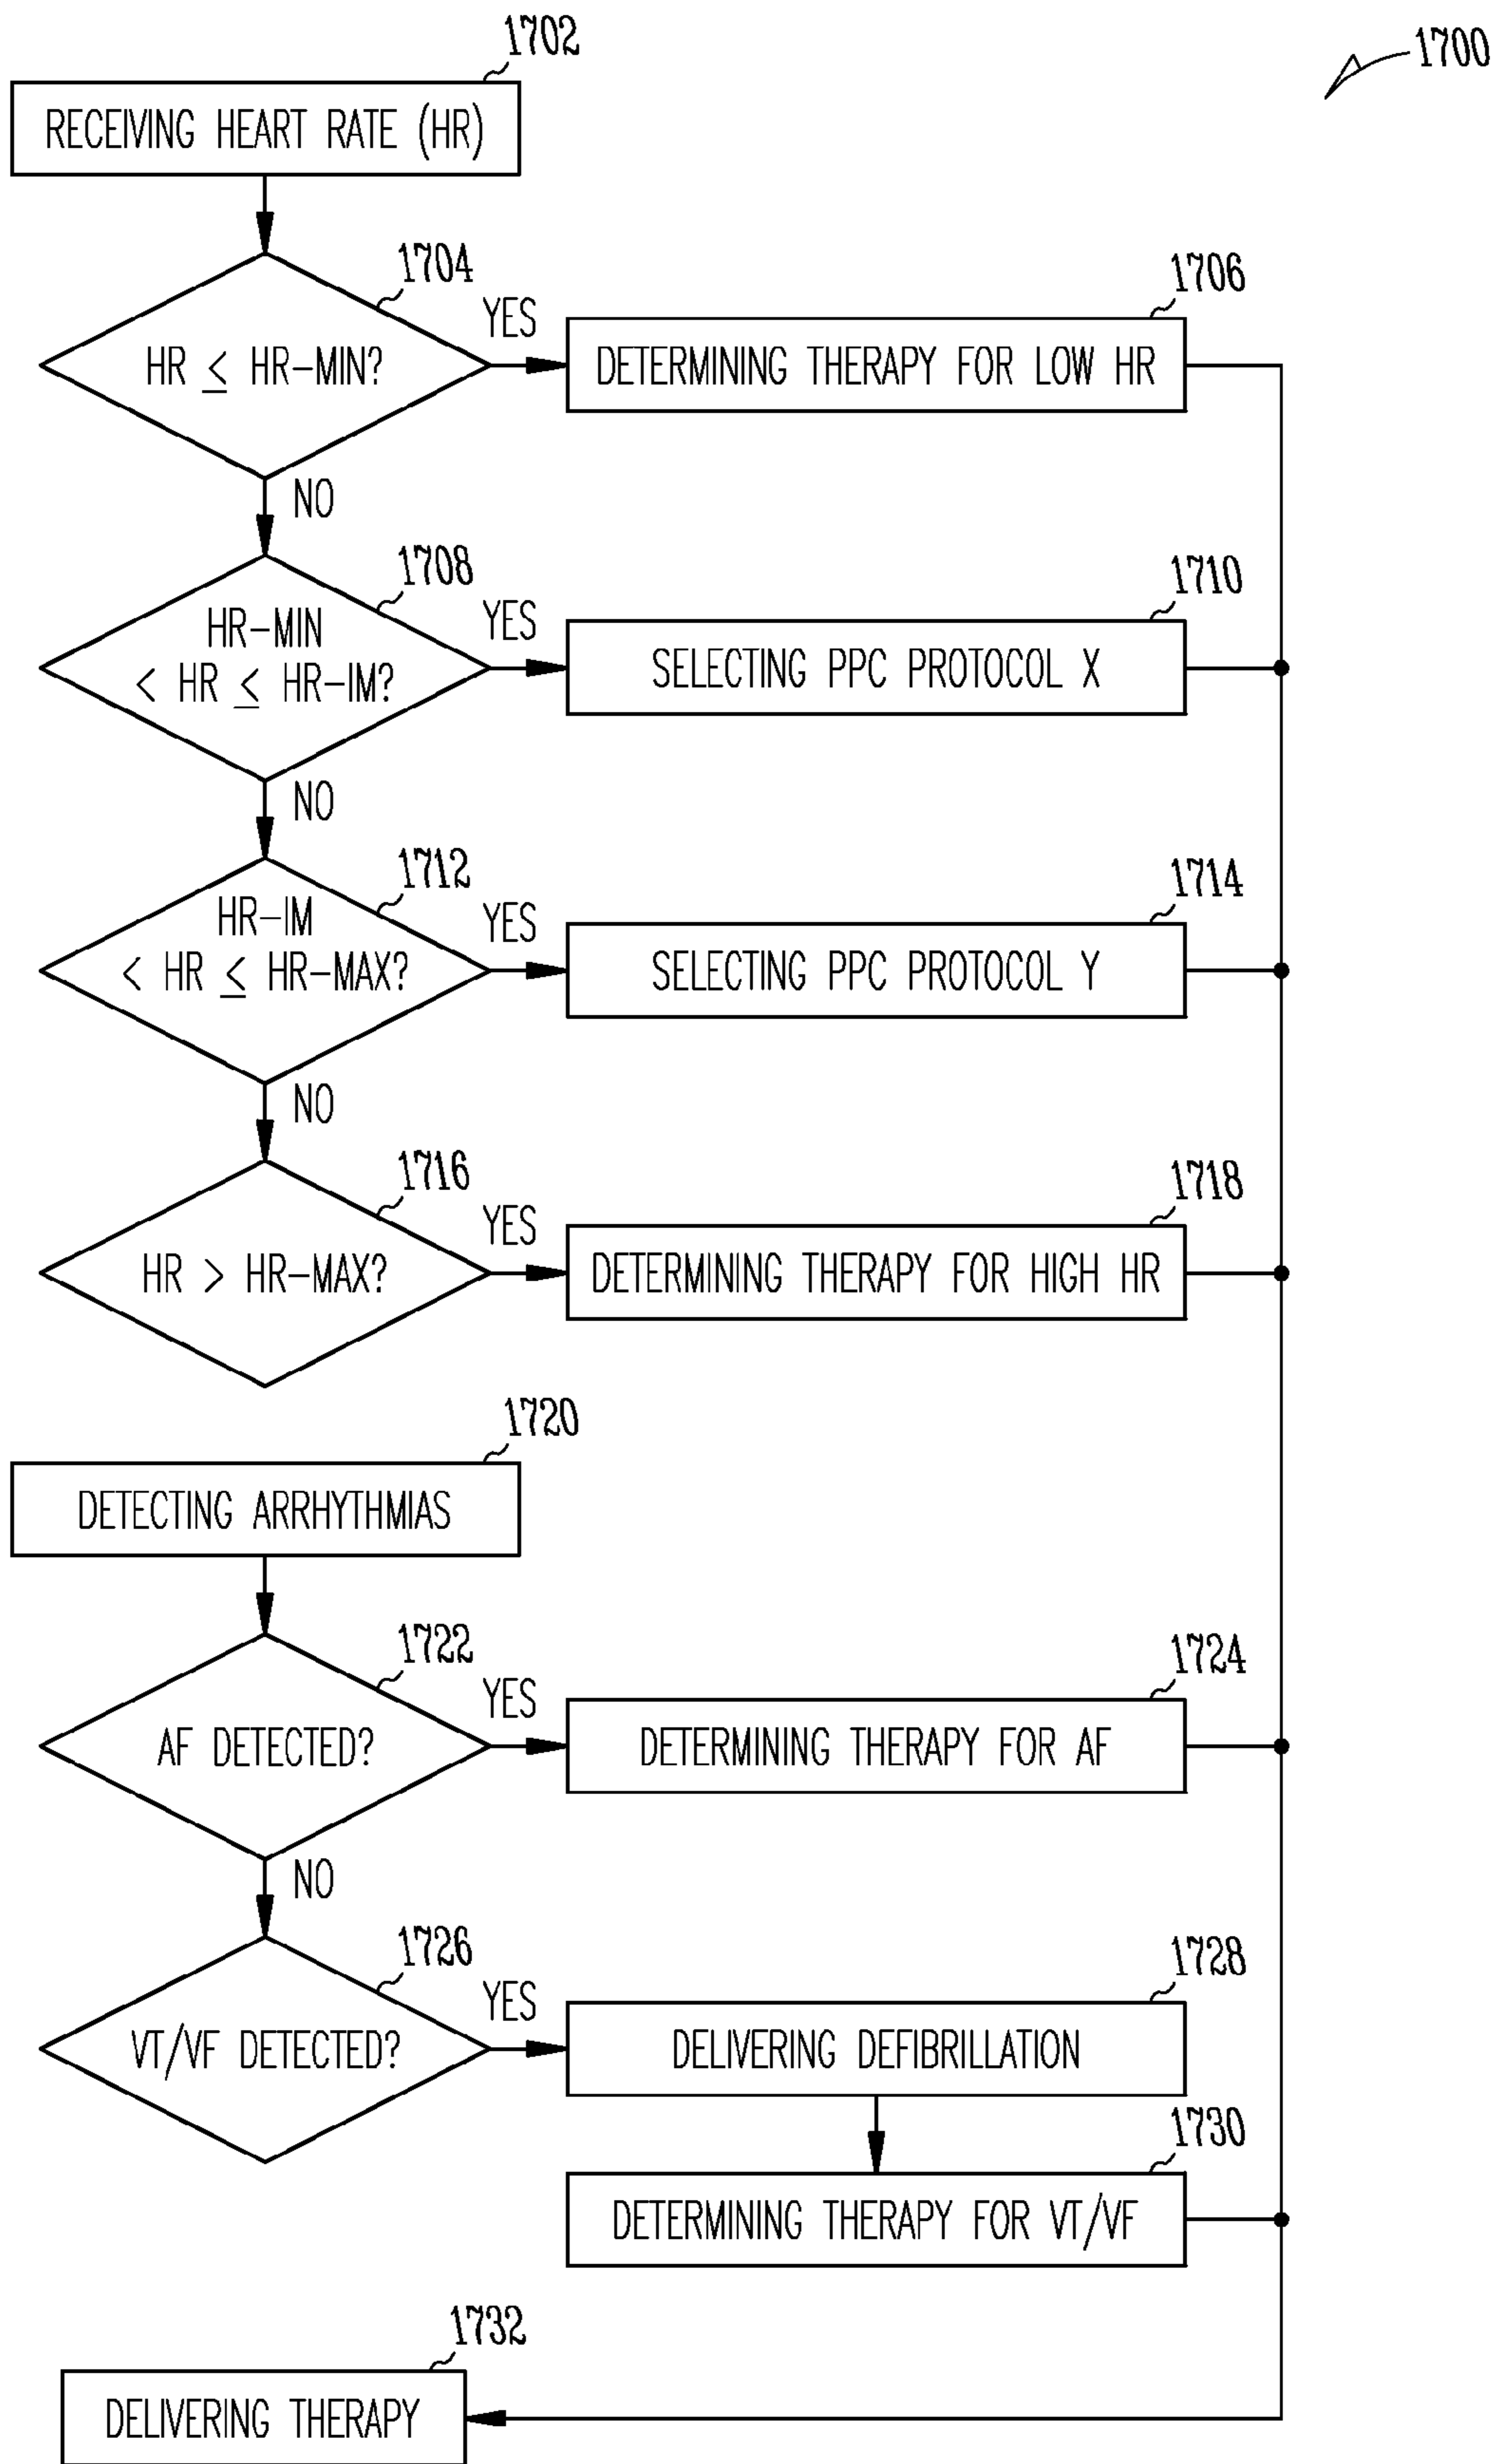 1702
1700
RECEIVING HEART RATE (HR)
1704
HR ≤ HR-MIN?
YES
1706
DETERMINING THERAPY FOR LOW HR
NO
1708
HR-MIN
< HR ≤ HR-IM?
YES
1710
SELECTING PPC PROTOCOL X
NO
1712
HR-IM
< HR ≤ HR-MAX?
YES
1714
SELECTING PPC PROTOCOL Y
NO
1716
HR > HR-MAX?
YES
1718
DETERMINING THERAPY FOR HIGH HR
1720
DETECTING ARRHYTHMIAS
1722
AF DETECTED?
YES
1724
DETERMINING THERAPY FOR AF
NO
1726
VT/VF DETECTED?
YES
1728
DELIVERING DEFIBRILLATION
1730
DETERMINING THERAPY FOR VT/VF
1732
DELIVERING THERAPY